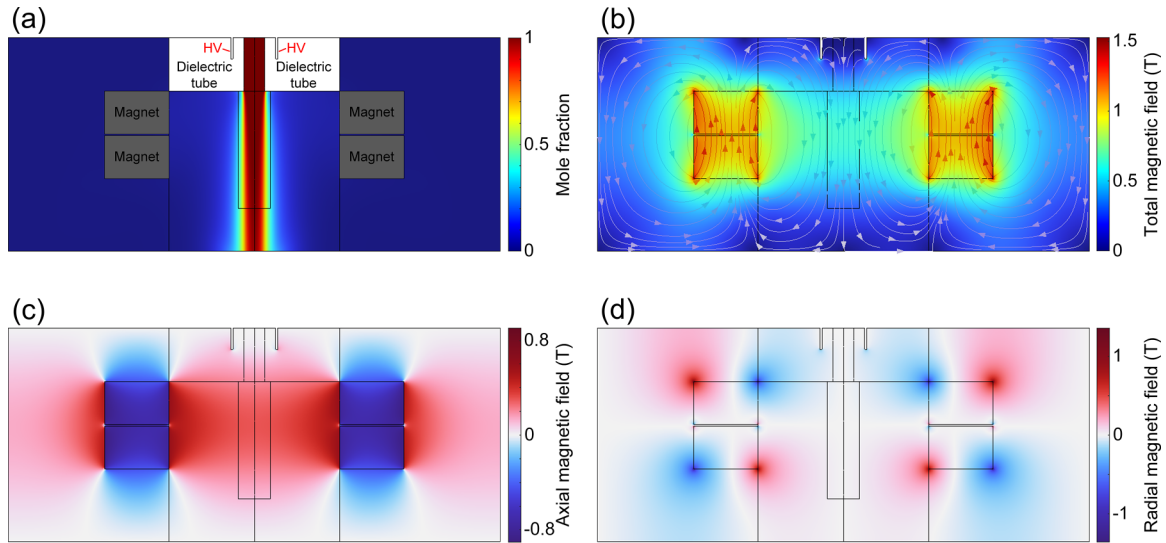 (a)
HV
HV
Dielectric
tube
Dielectric
tube
Magnet
Magnet
Magnet
Magnet
1
0.5
0
Mole fraction
(b)
1.5
1.0
0.5
0
Total magnetic field (T)
(c)
0.8
0
-0.8
Axial magnetic field (T)
(d)
1
0
-1
Radial magnetic field (T)